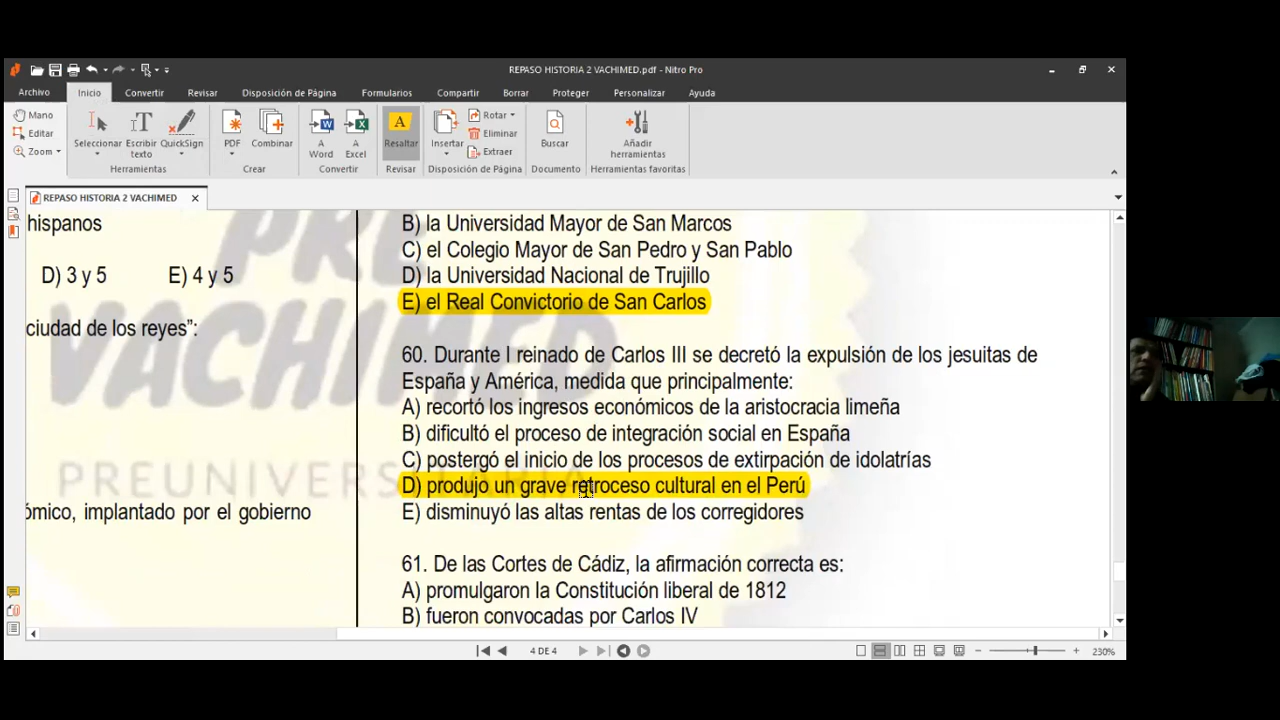 REPASO HISTORIA 2 VACHIMED.pdf - Nitro Pro
Archivo Inicio Convertir Revisar Disposición de Página Formularios Compartir Borrar Proteger Personalizar Ayuda
Mano
Editar
Zoom
Seleccionar
Escribir texto
QuickSign
Herramientas
PDF
Combinar
Crear
A Word
A Excel
Convertir
A
Resaltar
Revisar
Insertar
Rotar
Eliminar
Extraer
Disposición de Página
Buscar
Documento
Añadir herramientas
Herramientas favoritas
REPASO HISTORIA 2 VACHIMED
hispanos
D) 3 y 5 E) 4 y 5
ciudad de los reyes”:
ómico, implantado por el gobierno
PRE
VACHIMED
PREUNIVERSITARIA
B) la Universidad Mayor de San Marcos
C) el Colegio Mayor de San Pedro y San Pablo
D) la Universidad Nacional de Trujillo
E) el Real Convictorio de San Carlos
60. Durante l reinado de Carlos III se decretó la expulsión de los jesuitas de
España y América, medida que principalmente:
A) recortó los ingresos económicos de la aristocracia limeña
B) dificultó el proceso de integración social en España
C) postergó el inicio de los procesos de extirpación de idolatrías
D) produjo un grave retroceso cultural en el Perú
E) disminuyó las altas rentas de los corregidores
61. De las Cortes de Cádiz, la afirmación correcta es:
A) promulgaron la Constitución liberal de 1812
B) fueron convocadas por Carlos IV
4 DE 4
230%